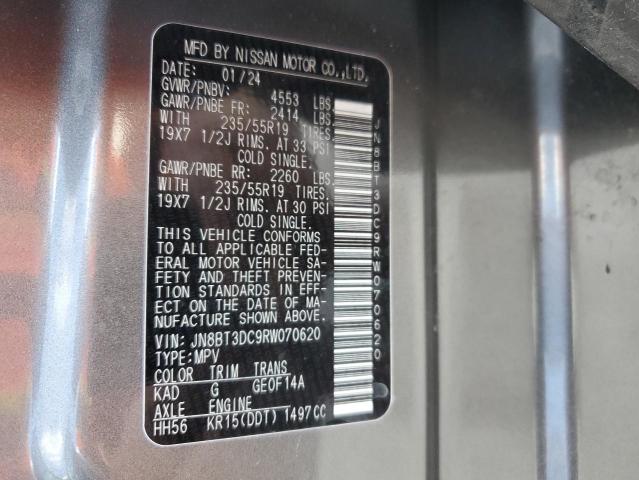 MFD BY NISSAN MOTOR CO.,LTD.
DATE: 01/24
GVWR/PNBV: 4553 LBS
GAWR/PNBE FR: 2414 LBS
WITH 235/55R19 TIRES
19X7 1/2J RIMS. AT 33 PSI
COLD SINGLE.
GAWR/PNBE RR: 2260 LBS.
WITH 235/55R19 TIRES.
19X7 1/2J RIMS. AT 30 PSI
COLD SINGLE.
THIS VEHICLE CONFORMS
TO ALL APPLICABLE FED-
ERAL MOTOR VEHICLE SA-
FETY AND THEFT PREVEN-
TION STANDARDS IN EFF-
ECT ON THE DATE OF MA-
NUFACTURE SHOWN ABOVE.
VIN: JN8BT3DC9RW070620
TYPE:MPV
COLOR TRIM TRANS
KAD G GE0F14A
AXLE ENGINE
HH56 KR15(DDT) 1497CC
JN8BT3DC9RW070620